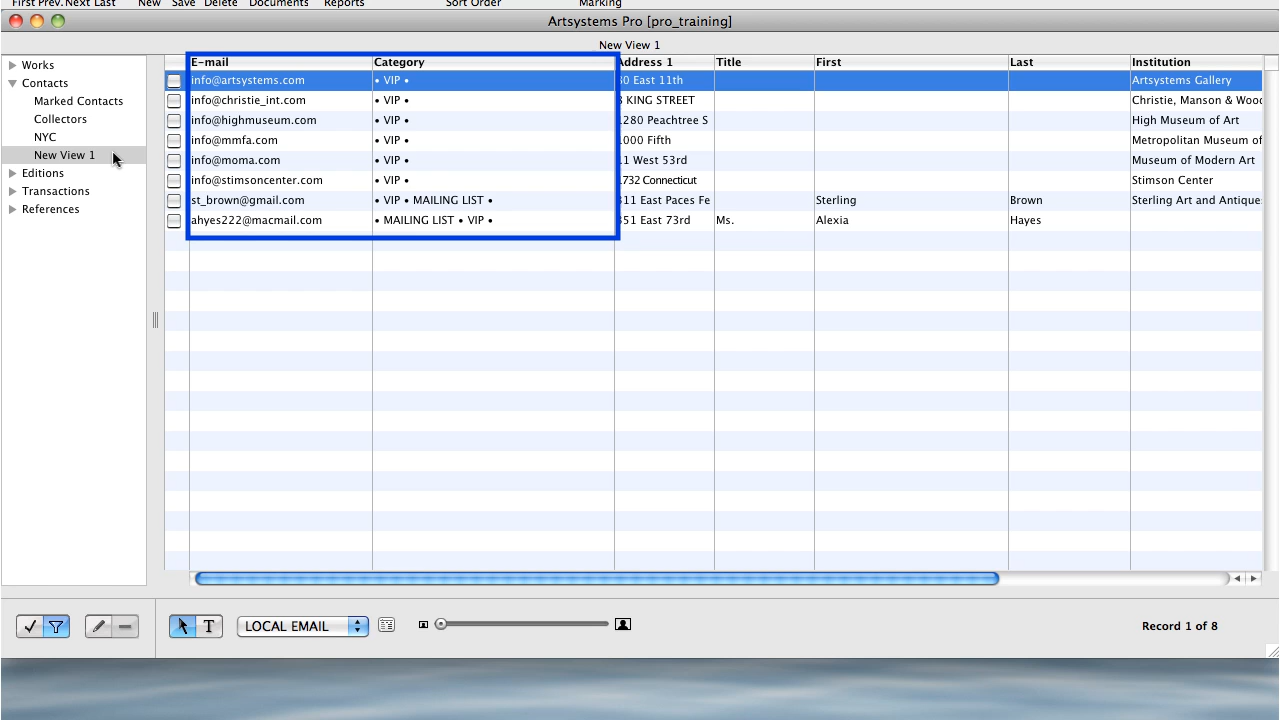 First Prev. Next Last New Save Delete Documents Reports Sort Order Marking
Artsystems Pro [pro_training]
New View 1
Works
Contacts
Marked Contacts
Collectors
NYC
New View 1
Editions
Transactions
References
E-mail Category Address 1 Title First Last Institution
info@artsystems.com • VIP • 0 East 11th Artsystems Gallery
info@christie_int.com • VIP • KING STREET Christie, Manson & Wood
info@highmuseum.com • VIP • 1280 Peachtree S High Museum of Art
info@mmfa.com • VIP • 1000 Fifth Metropolitan Museum of
info@moma.com • VIP • 11 West 53rd Museum of Modern Art
info@stimsoncenter.com • VIP • 1732 Connecticut Stimson Center
st_brown@gmail.com • VIP • MAILING LIST • 11 East Paces Fe Sterling Brown Sterling Art and Antique
ahyes222@macmail.com • MAILING LIST • VIP • 51 East 73rd Ms. Alexia Hayes
T LOCAL EMAIL Record 1 of 8